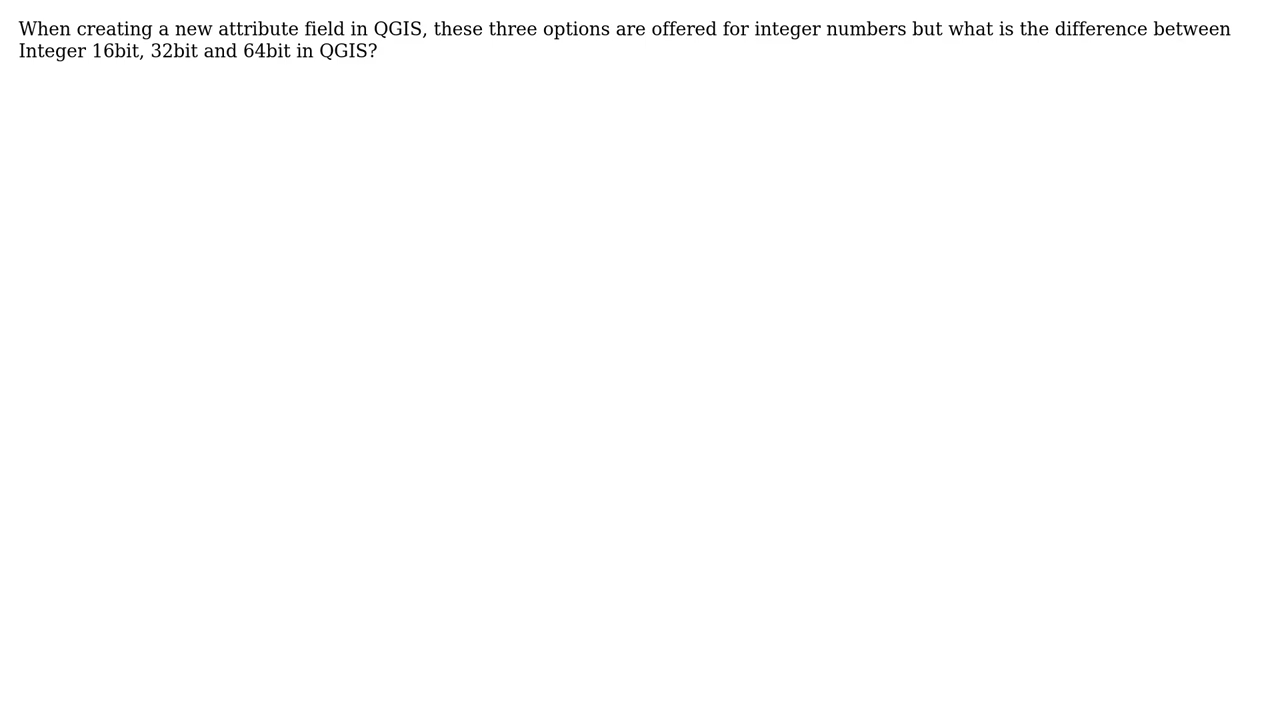 When creating a new attribute field in QGIS, these three options are offered for integer numbers but what is the difference between
Integer 16bit, 32bit and 64bit in QGIS?